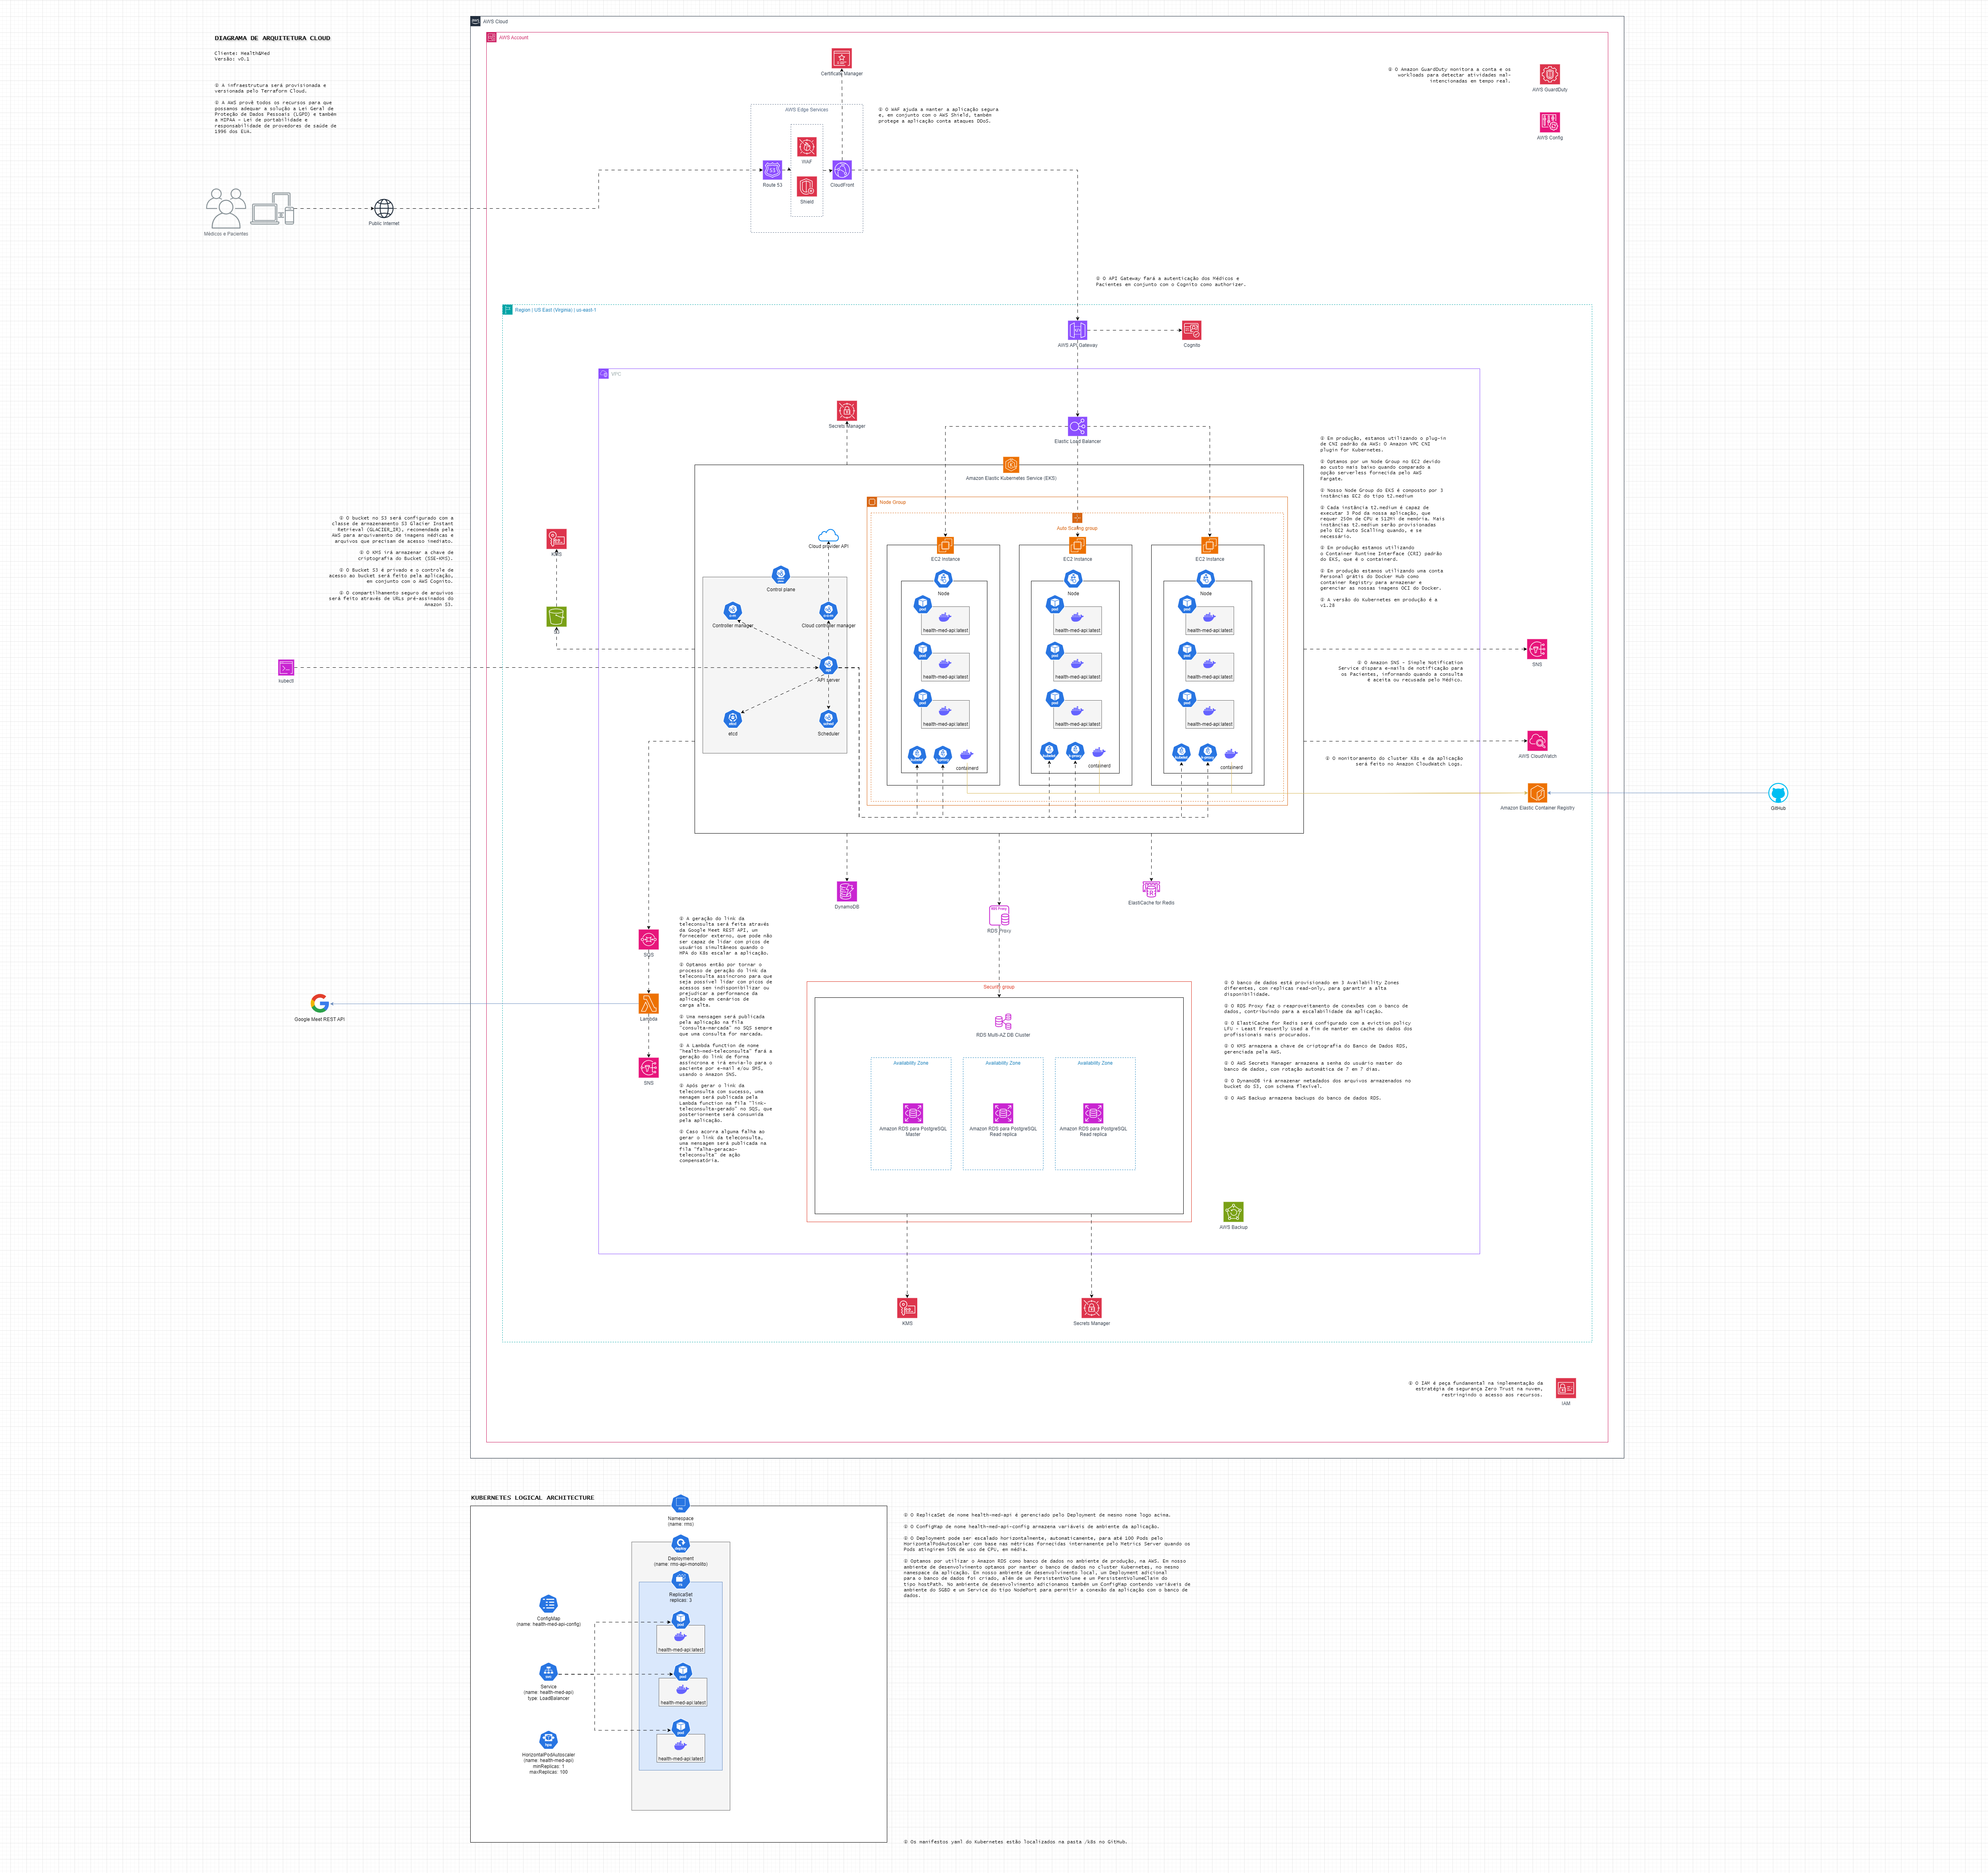 AWS Cloud
AWS Account
DIAGRAMA DE ARQUITETURA CLOUD
Cliente: Health&Med
Versão: v0.1
① A infraestrutura será provisionada e
versionada pelo Terraform Cloud.
① A AWS provê todos os recursos para que
possamos adequar a solução a Lei Geral de
Proteção de Dados Pessoais (LGPD) e também
a HIPAA - Lei de portabilidade e
responsabilidade de provedores de saúde de
1996 dos EUA.
Médicos e Pacientes
Public Internet
Certificate Manager
AWS Edge Services
Route 53
WAF
Shield
CloudFront
① O WAF ajuda a manter a aplicação segura
e, em conjunto com o AWS Shield, também
protege a aplicação conta ataques DDoS.
① O Amazon GuardDuty monitora a conta e os
workloads para detectar atividades mal-
intencionadas em tempo real.
AWS GuardDuty
AWS Config
① O API Gateway fará a autenticação dos Médicos e
Pacientes em conjunto com o Cognito como authorizer.
Region | US East (Virginia) | us-east-1
AWS API Gateway
Cognito
VPC
Secrets Manager
Elastic Load Balancer
Amazon Elastic Kubernetes Service (EKS)
① Em produção, estamos utilizando o plug-in
de CNI padrão da AWS: O Amazon VPC CNI
plugin for Kubernetes.
① Optamos por um Node Group no EC2 devido
ao custo mais baixo quando comparado a
opção serverless fornecida pelo AWS
Fargate.
① Nosso Node Group do EKS é composto por 3
instâncias EC2 do tipo t2.medium
① Cada instância t2.medium é capaz de
executar 3 Pod da nossa aplicação, que
requer 250m de CPU e 512Mi de memória. Mais
instâncias t2.medium serão provisionadas
pelo EC2 Auto Scalling quando, e se
necessário.
① Em produção estamos utilizando
o Container Runtime Interface (CRI) padrão
do EKS, que é o containerd.
① Em produção estamos utilizando uma conta
Personal grátis do Docker Hub como
container Registry para armazenar e
gerenciar as nossas imagens OCI do Docker.
① A versão do Kubernetes em produção é a
v1.28
① O bucket no S3 será configurado com a
classe de armazenamento S3 Glacier Instant
Retrieval (GLACIER_IR), recomendada pela
AWS para arquivamento de imagens médicas e
arquivos que precisam de acesso imediato.
① O KMS irá armazenar a chave de
criptografia do Bucket (SSE-KMS).
① O Bucket S3 é privado e o controle de
acesso ao bucket será feito pela aplicação,
em conjunto com o AWS Cognito.
① O compartilhamento seguro de arquivos
será feito através de URLs pré-assinados do
Amazon S3.
KMS
S3
kubectl
Node Group
Auto Scaling group
Cloud provider API
Control plane
Controller manager
Cloud controller manager
API server
etcd
Scheduler
EC2 instance
EC2 instance
EC2 instance
Node
Node
Node
pod
health-med-api:latest
pod
health-med-api:latest
pod
health-med-api:latest
pod
health-med-api:latest
pod
health-med-api:latest
pod
health-med-api:latest
pod
health-med-api:latest
pod
health-med-api:latest
pod
health-med-api:latest
containerd
containerd
SNS
① O Amazon SNS - Simple Notification
Service dispara e-mails de notificação para
os Pacientes, informando quando a consulta
é aceita ou recusada pelo Médico.
AWS CloudWatch
① O monitoramento do cluster K8s e da aplicação
será feito no Amazon CloudWatch Logs.
Amazon Elastic Container Registry
GitHub
DynamoDB
RDS Proxy
ElastiCache for Redis
SQS
Lambda
SNS
Google Meet REST API
① A geração do link da
teleconsulta será feita através
da Google Meet REST API, um
fornecedor externo, que pode não
ser capaz de lidar com picos de
usuários simultâneos quando o
HPA do K8s escalar a aplicação.
① Optamos então por tornar o
processo de geração do link da
teleconsulta assíncrono para que
seja possível lidar com picos de
acessos sem indisponibilizar ou
prejudicar a performance da
aplicação em cenários de
carga alta.
① Uma mensagem será publicada
pela aplicação na fila
"consulta-marcada" no SQS sempre
que uma consulta for marcada.
① A Lambda function de nome
"health-med-teleconsulta" fará a
geração do link de forma
assíncrona e irá enviá-lo para o
paciente por e-mail e/ou SMS,
usando o Amazon SNS.
① Após gerar o link da
teleconsulta com sucesso, uma
menagem será publicada pela
Lambda function na fila "link-
teleconsulta-gerado" no SQS, que
posteriormente será consumida
pela aplicação.
① Caso acorra alguma falha ao
gerar o link da teleconsulta,
uma mensagem será publicada na
fila "falha-geracao-
teleconsulta" de ação
compensatória.
Security group
RDS Multi-AZ DB Cluster
Availability Zone
Availability Zone
Availability Zone
Amazon RDS para PostgreSQL
Master
Amazon RDS para PostgreSQL
Read replica
Amazon RDS para PostgreSQL
Read replica
① O banco de dados está provisionado em 3 Availability Zones
diferentes, com replicas read-only, para garantir a alta
disponibilidade.
① O RDS Proxy faz o reaproveitamento de conexões com o banco de
dados, contribuindo para a escalabilidade da aplicação.
① O ElastiCache for Redis será configurado com a eviction policy
LFU - Least Frequently Used a fim de manter em cache os dados dos
profissionais mais procurados.
① O KMS armazena a chave de criptografia do Banco de Dados RDS,
gerenciada pela AWS.
① O AWS Secrets Manager armazena a senha do usuário master do
banco de dados, com rotação automática de 7 em 7 dias.
① O DynamoDB irá armazenar metadados dos arquivos armazenados no
bucket do S3, com schema flexível.
① O AWS Backup armazena backups do banco de dados RDS.
AWS Backup
KMS
Secrets Manager
① O IAM é peça fundamental na implementação da
estratégia de segurança Zero Trust na nuvem,
restringindo o acesso aos recursos.
IAM
KUBERNETES LOGICAL ARCHITECTURE
Namespace
(name: rms)
deploy
Deployment
(name: rms-api-monolito)
ReplicaSet
replicas: 3
pod
health-med-api:latest
pod
health-med-api:latest
pod
health-med-api:latest
ConfigMap
(name: health-med-api-config)
Service
(name: health-med-api)
type: LoadBalancer
HorizontalPodAutoscaler
(name: health-med-api)
minReplicas: 1
maxReplicas: 100
① O ReplicaSet de nome health-med-api é gerenciado pelo Deployment de mesmo nome logo acima.
① O ConfigMap de nome health-med-api-config armazena variáveis de ambiente da aplicação.
① O Deployment pode ser escalado horizontalmente, automaticamente, para até 100 Pods pelo
HorizontalPodAutoscaler com base nas métricas fornecidas internamente pelo Metrics Server quando os
Pods atingirem 50% de uso de CPU, em média.
① Optamos por utilizar o Amazon RDS como banco de dados no ambiente de produção, na AWS. Em nosso
ambiente de desenvolvimento optamos por manter o banco de dados no cluster Kubernetes, no mesmo
namespace da aplicação. Em nosso ambiente de desenvolvimento local, um Deployment adicional
para o banco de dados foi criado, além de um PersistentVolume e um PersistentVolumeClaim do
tipo hostPath. No ambiente de desenvolvimento adicionamos também um ConfigMap contendo variáveis de
ambiente do SGBD e um Service do tipo NodePort para permitir a conexão da aplicação com o banco de
dados.
① Os manifestos yaml do Kubernetes estão localizados na pasta /k8s no GitHub.